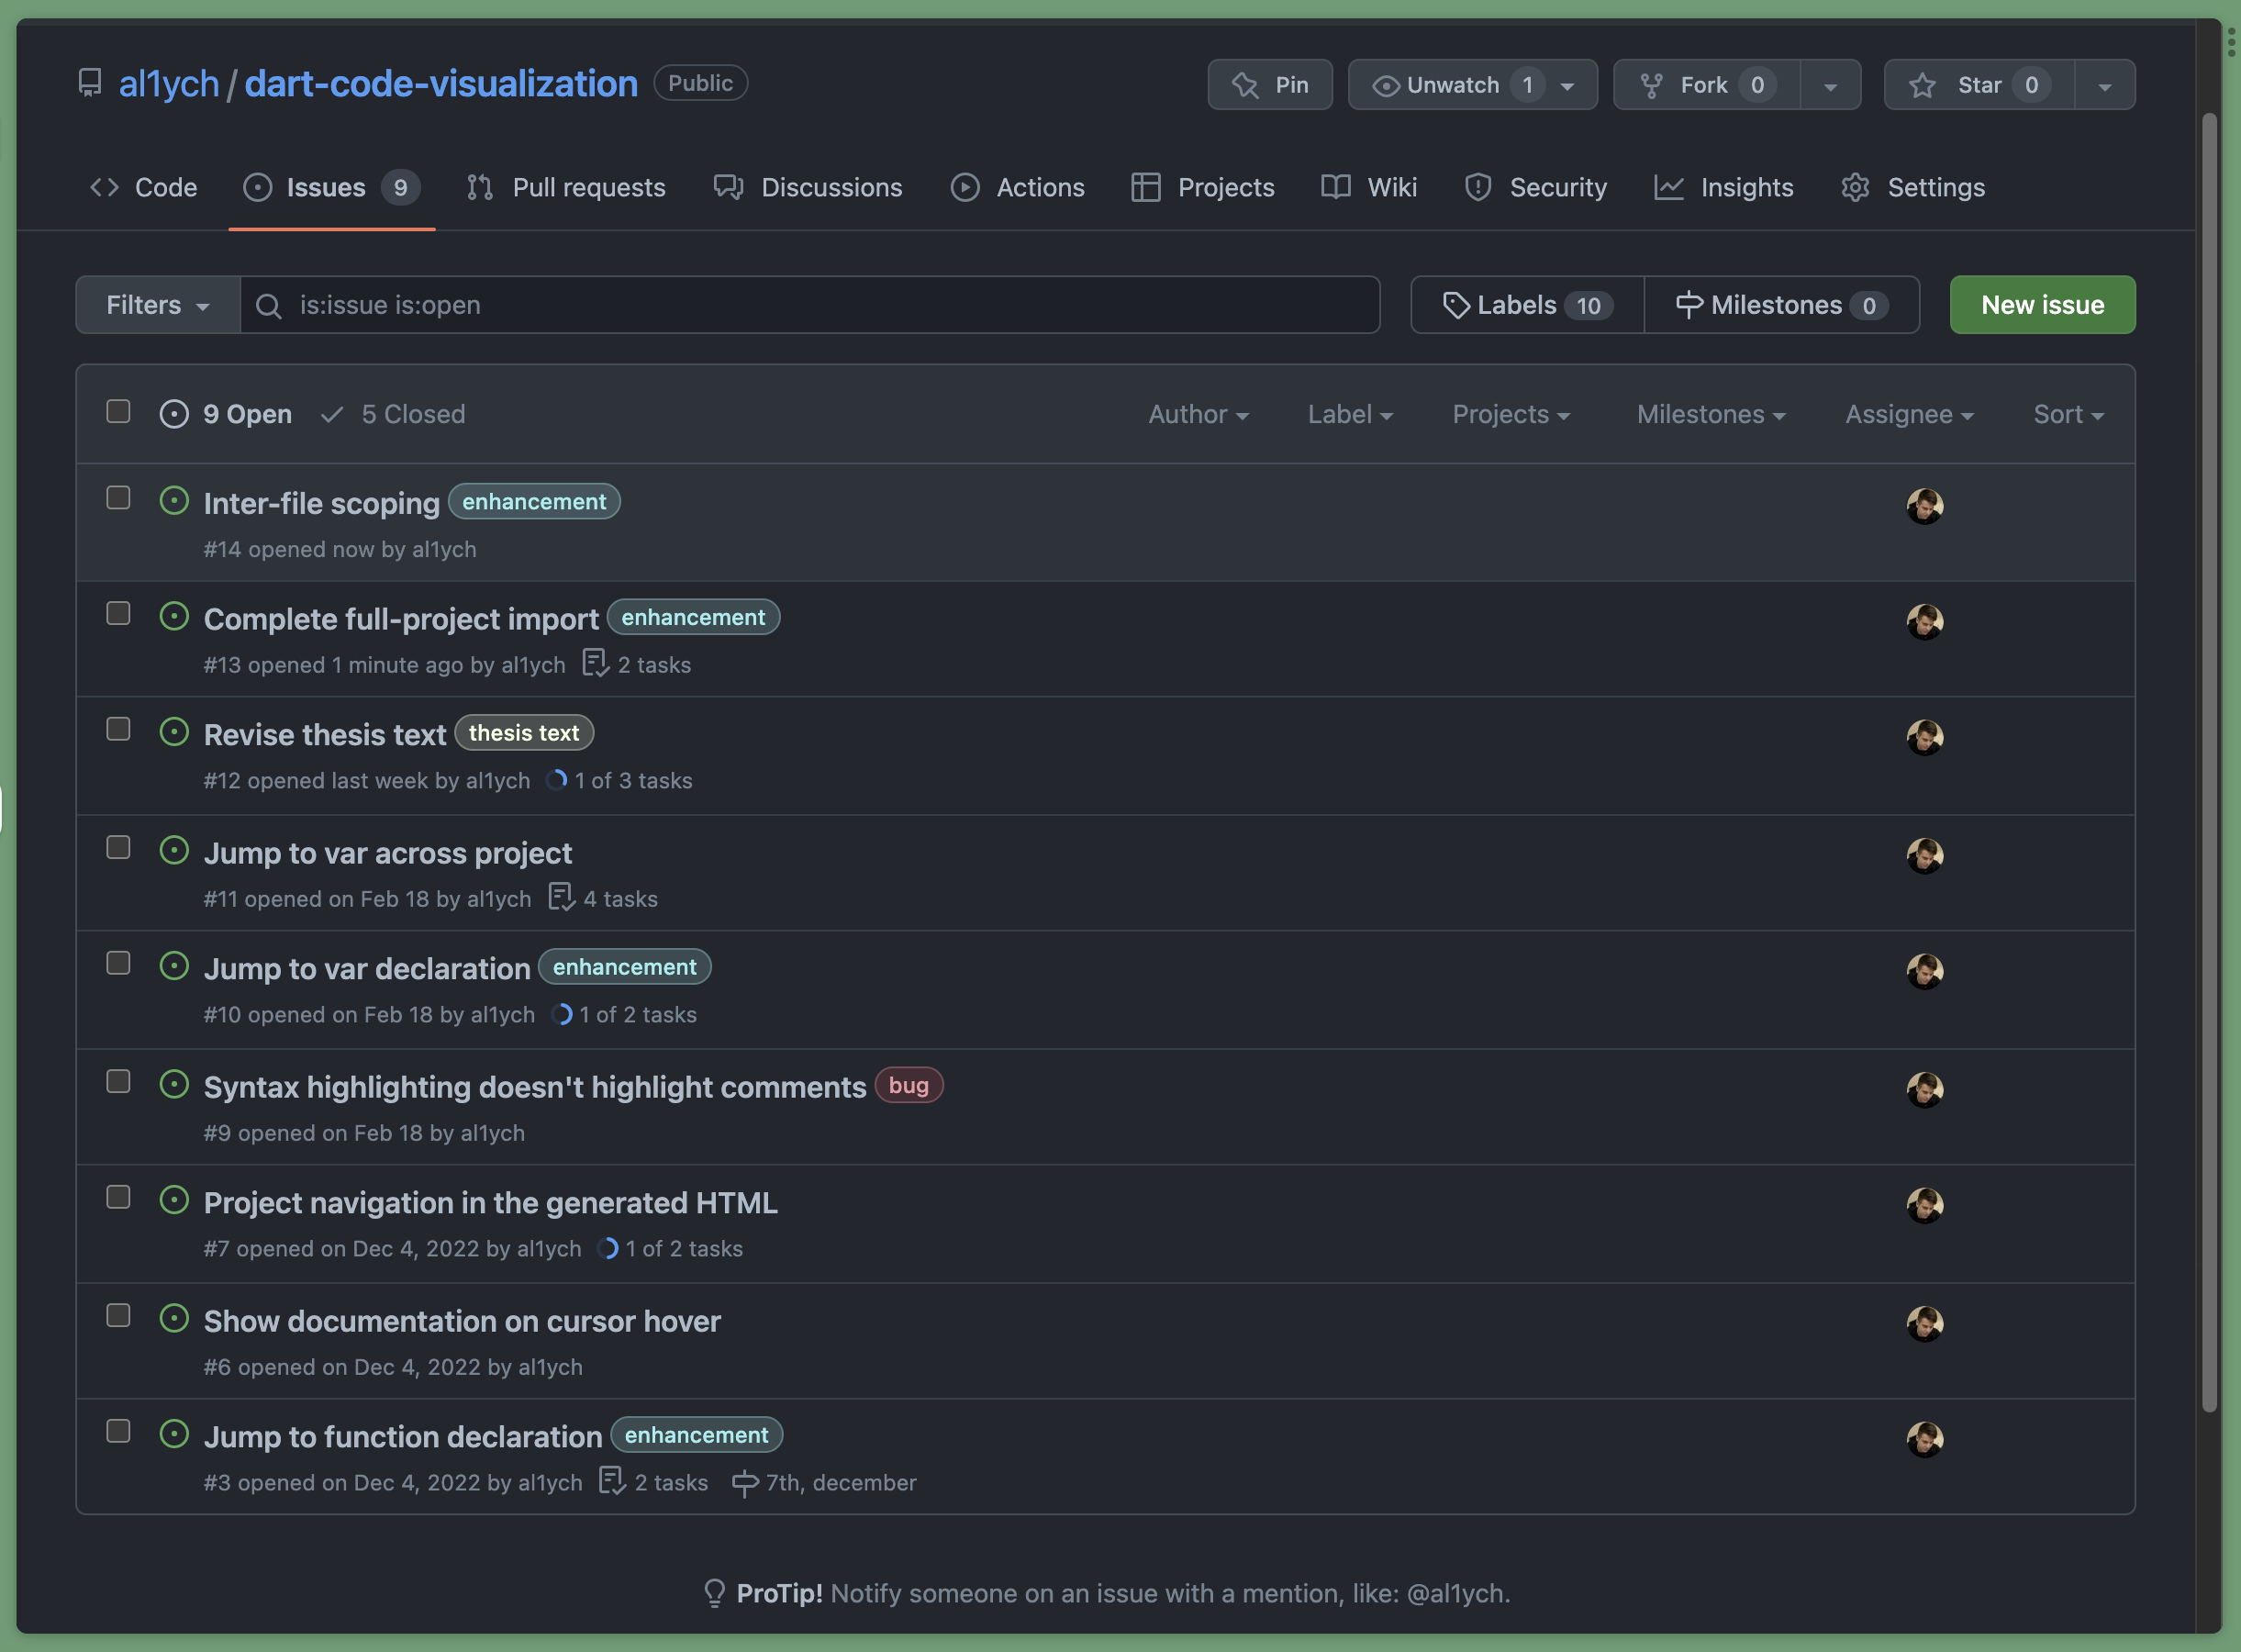 al1ych / dart-code-visualization Public Pin Unwatch 1 Fork 0 Star 0
Code Issues 9 Pull requests Discussions Actions Projects Wiki Security Insights Settings
Filters is:issue is:open Labels 10 Milestones 0 New issue
9 Open 5 Closed Author Label Projects Milestones Assignee Sort
Inter-file scoping enhancement
#14 opened now by al1ych
Complete full-project import enhancement
#13 opened 1 minute ago by al1ych 2 tasks
Revise thesis text thesis text
#12 opened last week by al1ych 1 of 3 tasks
Jump to var across project
#11 opened on Feb 18 by al1ych 4 tasks
Jump to var declaration enhancement
#10 opened on Feb 18 by al1ych 1 of 2 tasks
Syntax highlighting doesn't highlight comments bug
#9 opened on Feb 18 by al1ych
Project navigation in the generated HTML
#7 opened on Dec 4, 2022 by al1ych 1 of 2 tasks
Show documentation on cursor hover
#6 opened on Dec 4, 2022 by al1ych
Jump to function declaration enhancement
#3 opened on Dec 4, 2022 by al1ych 2 tasks 7th, december
ProTip! Notify someone on an issue with a mention, like: @al1ych.